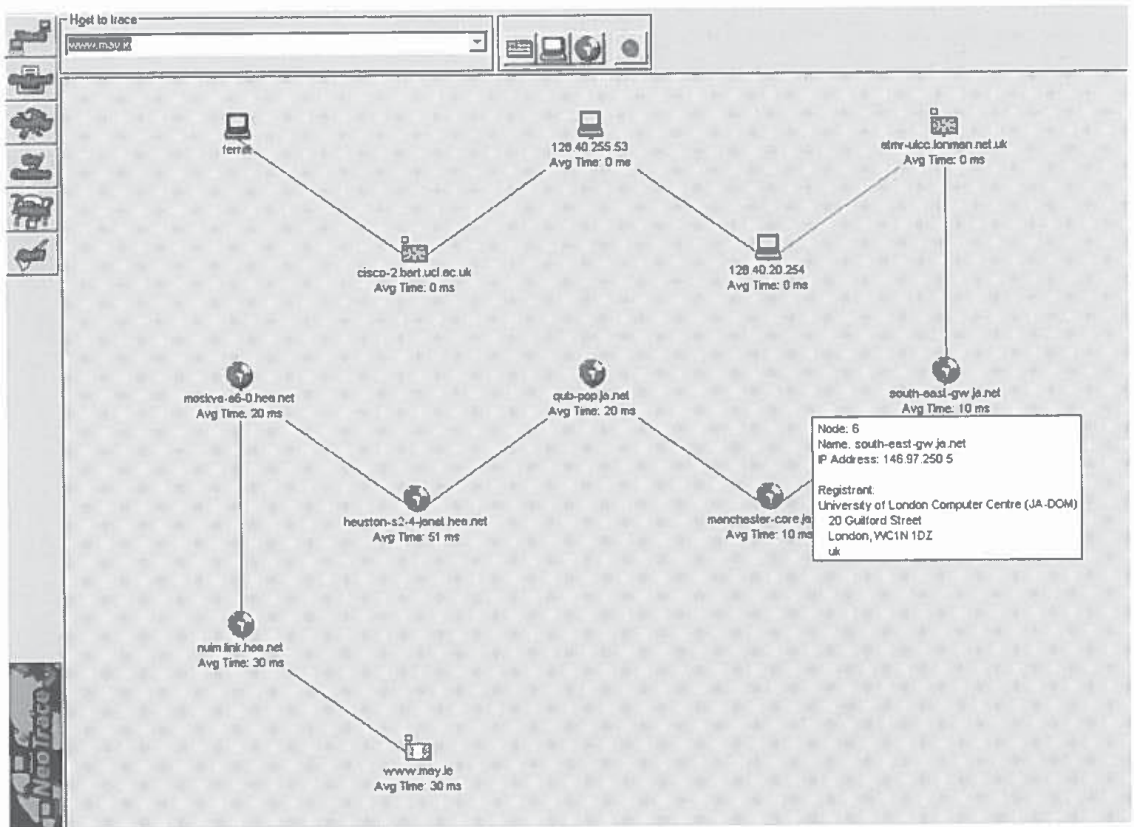 Host to trace
www.may.ie
ferret
128.40.255.53
Avg Time: 0 ms
atmr-ulcc.lonman.net.uk
Avg Time: 0 ms
cisco-2.bart.ucl.ac.uk
Avg Time: 0 ms
128.40.20.254
Avg Time: 0 ms
moskva-s6-0.hea.net
Avg Time: 20 ms
qub-pop.ja.net
Avg Time: 20 ms
south-east-gw.ja.net
Avg Time: 10 ms
heuston-s2-4-janet.hea.net
Avg Time: 51 ms
manchester-core.ja
Avg Time: 10 ms
Node: 6
Name: south-east-gw.ja.net
IP Address: 146.97.250.5
Registrant:
University of London Computer Centre (JA-DOM)
20 Guilford Street
London, WC1N 1DZ
uk
nuim.link.hea.net
Avg Time: 30 ms
www.may.ie
Avg Time: 30 ms
NeoTrace